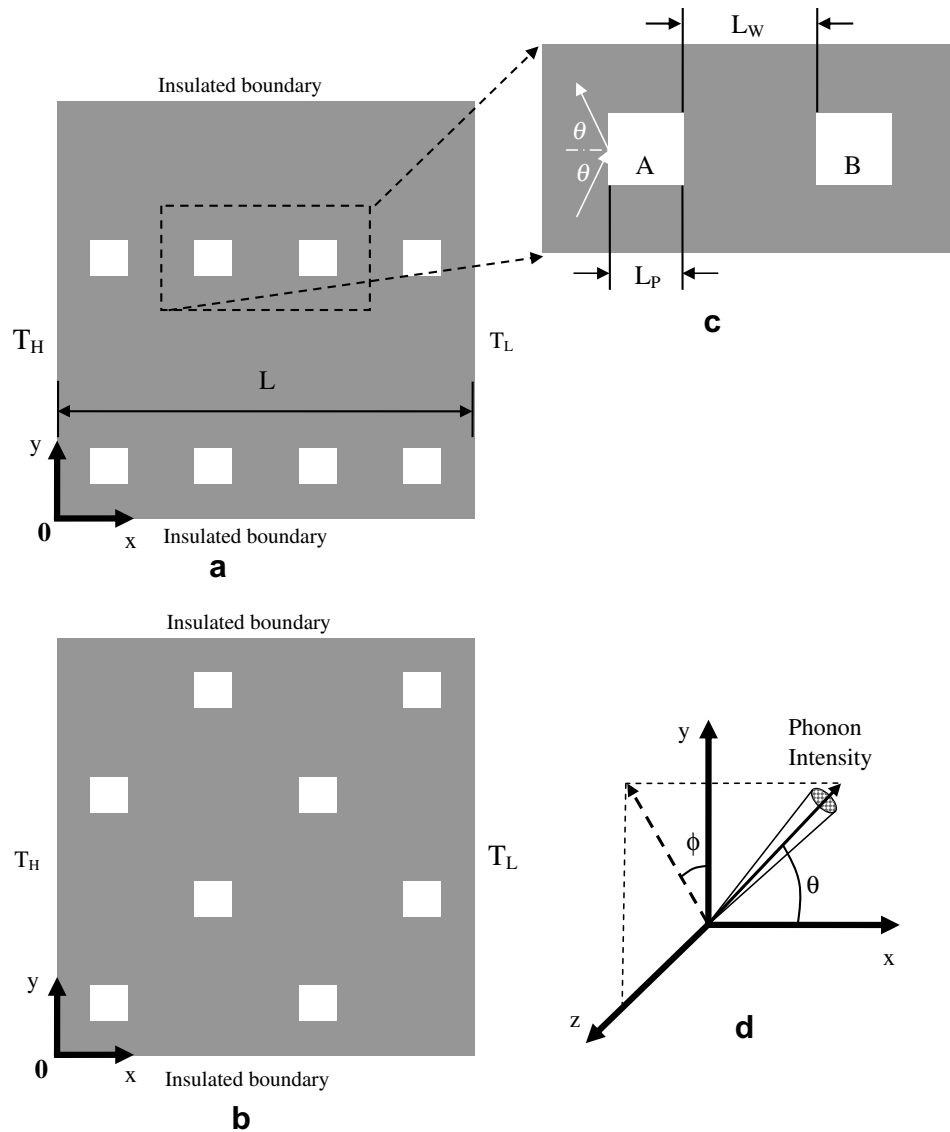 L_W
Insulated boundary
θ
θ
A
B
L_P
c
T_H
T_L
L
y
0
x
Insulated boundary
a
Insulated boundary
T_H
T_L
y
0
x
Insulated boundary
b
y
Phonon
Intensity
ϕ
θ
x
z
d